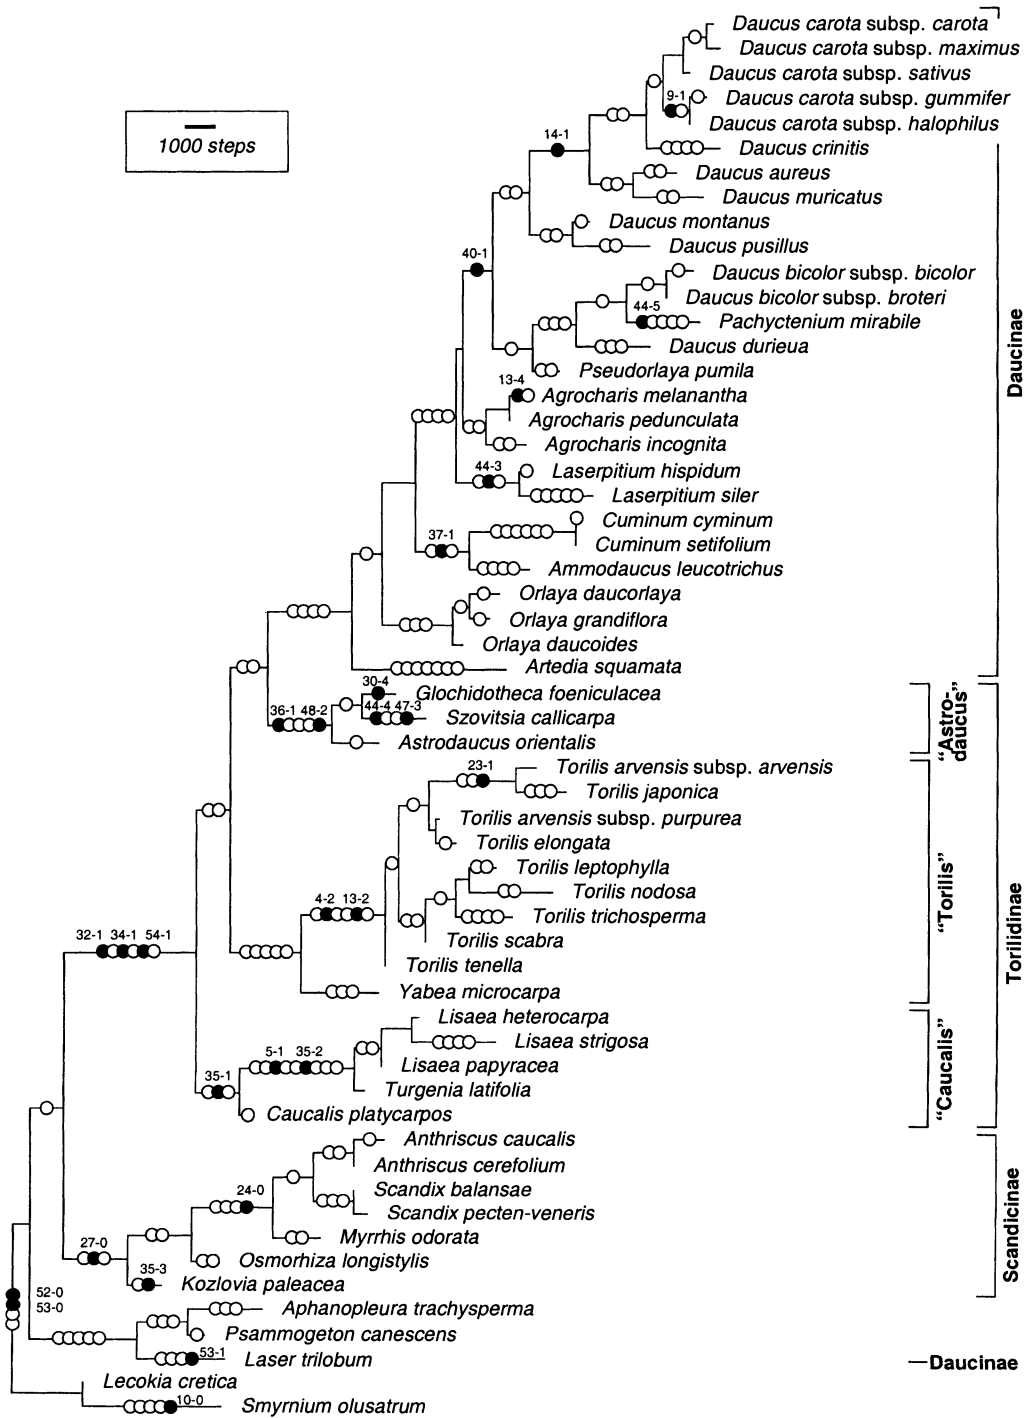 Daucus carota subsp. carota
Daucus carota subsp. maximus
Daucus carota subsp. sativus
9-1
Daucus carota subsp. gummifer
Daucus carota subsp. halophilus
1000 steps
14-1
Daucus crinitis
Daucus aureus
Daucus muricatus
Daucus montanus
Daucus pusillus
40-1
Daucus bicolor subsp. bicolor
Daucus bicolor subsp. broteri
44-5
Pachyctenium mirabile
Daucus durieua
Pseudorlaya pumila
Daucinae
13-4
Agrocharis melanantha
Agrocharis pedunculata
Agrocharis incognita
44-3
Laserpitium hispidum
Laserpitium siler
Cuminum cyminum
37-1
Cuminum setifolium
Ammodaucus leucotrichus
Orlaya daucorlaya
Orlaya grandiflora
Orlaya daucoides
Artedia squamata
30-4
Glochidotheca foeniculacea
36-1 48-2
44-4 47-3
Szovitsia callicarpa
Astrodaucus orientalis
"Astro-
daucus"
23-1
Torilis arvensis subsp. arvensis
Torilis japonica
Torilis arvensis subsp. purpurea
Torilis elongata
Torilis leptophylla
4-2 13-2
Torilis nodosa
Torilis trichosperma
"Torilis"
32-1 34-1 54-1
Torilis scabra
Torilis tenella
Yabea microcarpa
Torilidinae
Lisaea heterocarpa
Lisaea strigosa
5-1 35-2
Lisaea papyracea
35-1
Turgenia latifolia
Caucalis platycarpos
"Caucalis"
Anthriscus caucalis
Anthriscus cerefolium
24-0
Scandix balansae
Scandix pecten-veneris
Myrrhis odorata
27-0
Osmorhiza longistylis
35-3
Kozlovia paleacea
Scandicinae
52-0
53-0
Aphanopleura trachysperma
Psammogeton canescens
53-1
Laser trilobum
Daucinae
Lecokia cretica
10-0
Smyrnium olusatrum